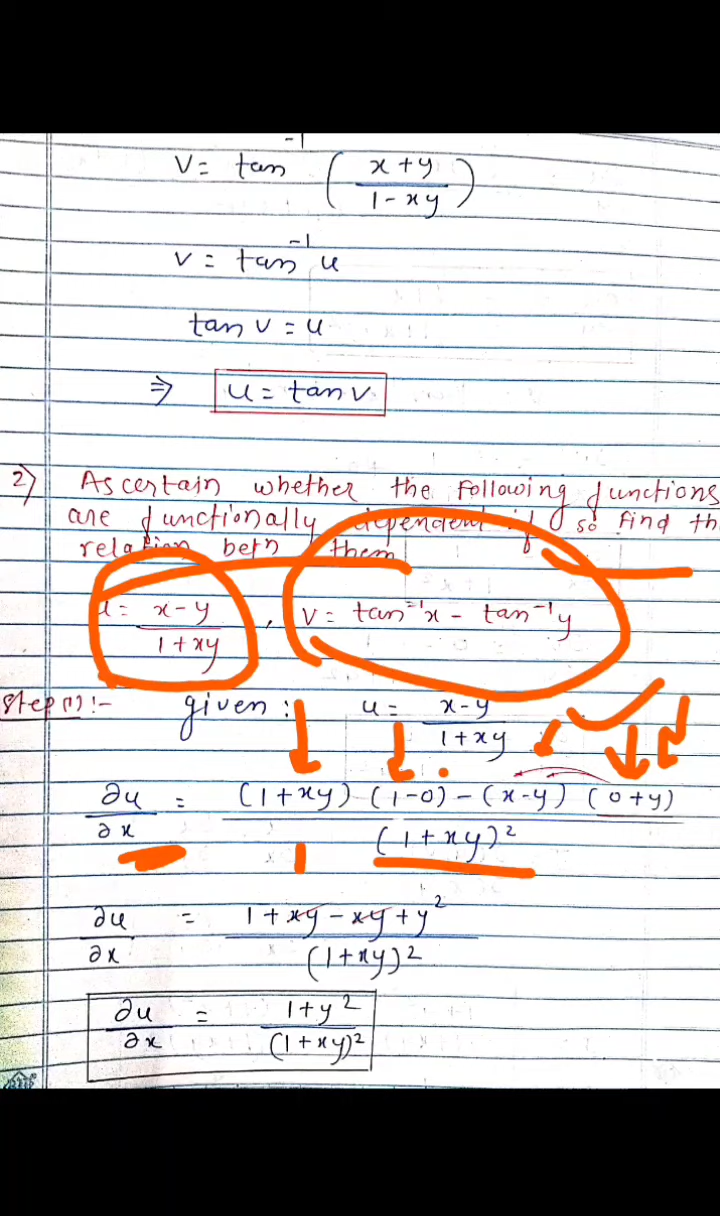 v = tan⁻¹ ( x+y / 1-xy )
v = tan⁻¹ u
tan v = u
⇒ u = tan v
2) Ascertain whether the following functions
are functionally dependent if so find the
relation betn them
u = x-y / 1+xy , v = tan⁻¹x - tan⁻¹y
Step (1) :- given : u = x-y / 1+xy
∂u/∂x = (1+xy) (1-0) - (x-y) (0+y) / (1+xy)²
∂u/∂x = 1+xy-xy+y² / (1+xy)²
∂u/∂x = 1+y² / (1+xy)²